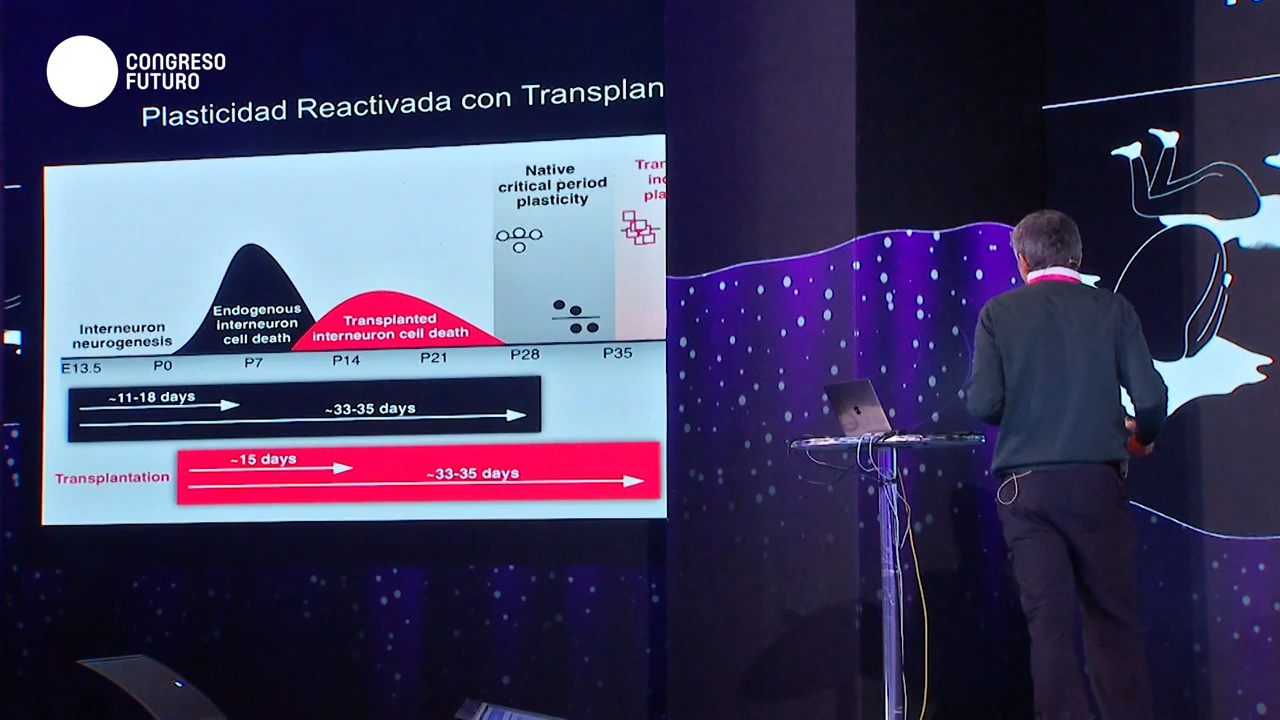 CONGRESO
FUTURO
Plasticidad Reactivada con Transplan
Native
critical period
plasticity
Tran
Interneuron
neurogenesis
Endogenous
interneuron
cell death
Transplanted
interneuron cell death
E13.5 P0 P7 P14 P21 P28 P35
~11-18 days
~33-35 days
Transplantation
~15 days
~33-35 days